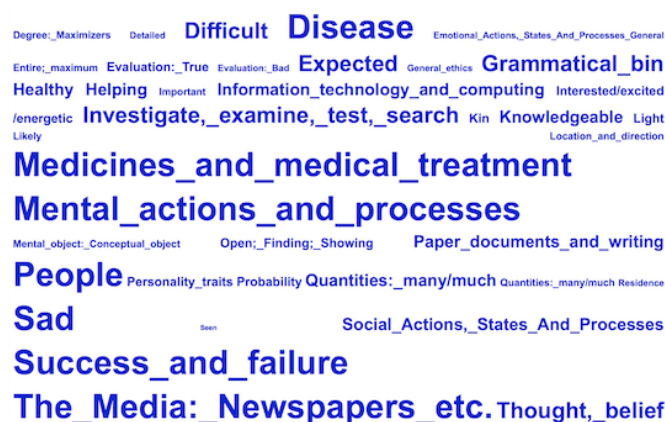 Degree:_Maximizers Detailed Difficult Disease Emotional_Actions,_States_And_Processes_General
Entire;_maximum Evaluation:_True Evaluation:_Bad Expected General_ethics Grammatical_bin
Healthy Helping Important Information_technology_and_computing Interested/excited
/energetic Investigate,_examine,_test,_search Kin Knowledgeable Light
Likely Location_and_direction
Medicines_and_medical_treatment
Mental_actions_and_processes
Mental_object:_Conceptual_object Open;_Finding;_Showing Paper_documents_and_writing
People Personality_traits Probability Quantities:_many/much Quantities:_many/much Residence
Sad Seen Social_Actions,_States_And_Processes
Success_and_failure
The_Media:_Newspapers_etc. Thought,_belief